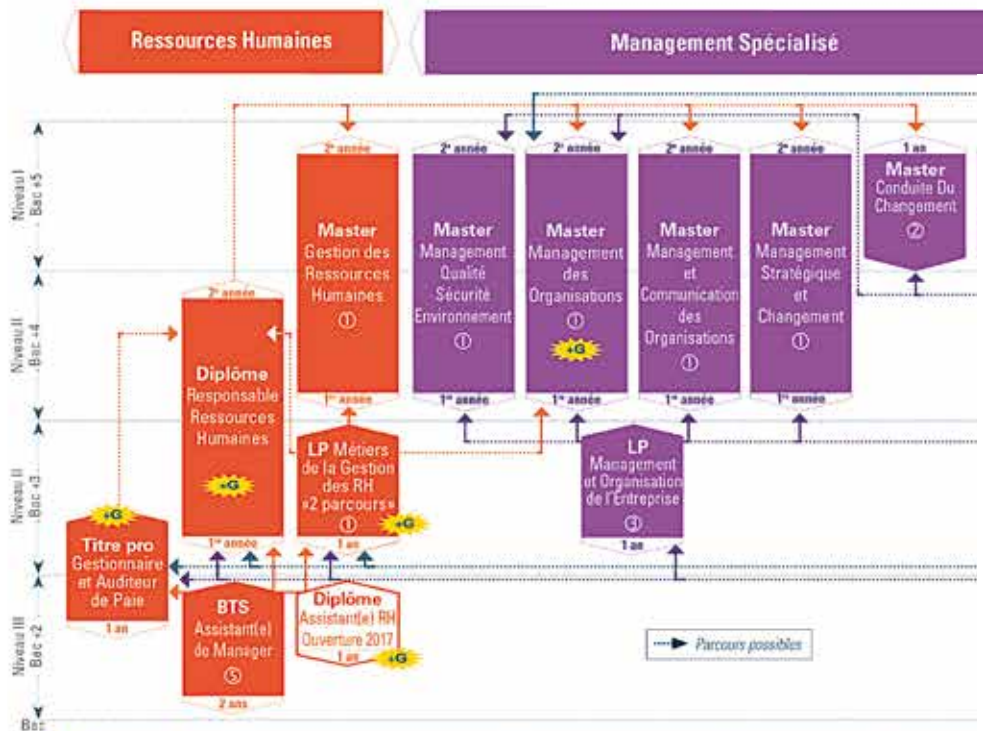 Ressources Humaines
Management Spécialisé
Niveau I
Bac +5
Niveau II
Bac +4
Niveau II
Bac +3
Niveau III
Bac +2
Bac
2e année
Master
Gestion des
Ressources
Humaines
①
1re année
2e année
Master
Management
Qualité
Sécurité
Environnement
①
1re année
2e année
Master
Management
des
Organisations
①
+G
1re année
2e année
Master
Management
et
Communication
des
Organisations
①
1re année
2e année
Master
Management
Stratégique
et
Changement
①
1re année
1 an
Master
Conduite Du
Changement
②
2e année
Diplôme
Responsable
Ressources
Humaines
+G
1re année
LP Métiers
de la Gestion
des RH
«2 parcours»
①
+G
1 an
LP
Management
et Organisation
de l'Entreprise
③
1 an
+G
Titre pro
Gestionnaire
et Auditeur
de Paie
1 an
BTS
Assistant(e)
de Manager
⑤
2 ans
Diplôme
Assistant(e) RH
Ouverture 2017
1 an
+G
Parcours possibles